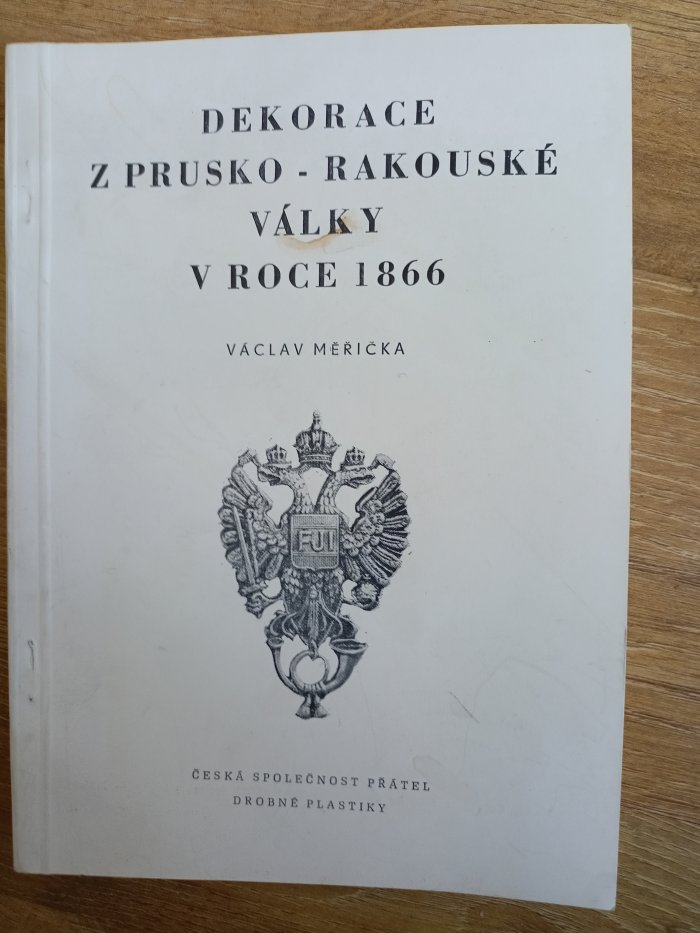 DEKORACE
Z PRUSKO - RAKOUSKÉ
VÁLKY
V ROCE 1866
VÁCLAV MĚŘIČKA
FJI
ČESKÁ SPOLEČNOST PŘÁTEL
DROBNÉ PLASTIKY